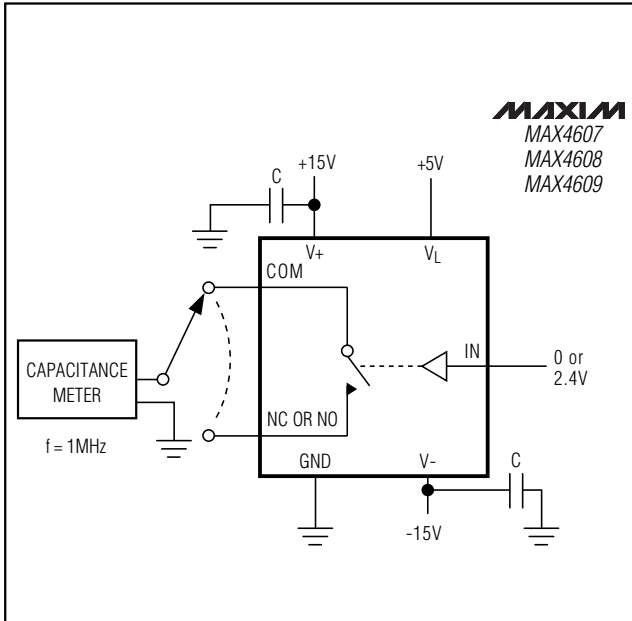 MAXIM
MAX4607
MAX4608
MAX4609
+15V
+5V
C
V+
VL
COM
IN
0 or
2.4V
CAPACITANCE
METER
NC OR NO
f = 1MHz
GND
V-
C
-15V